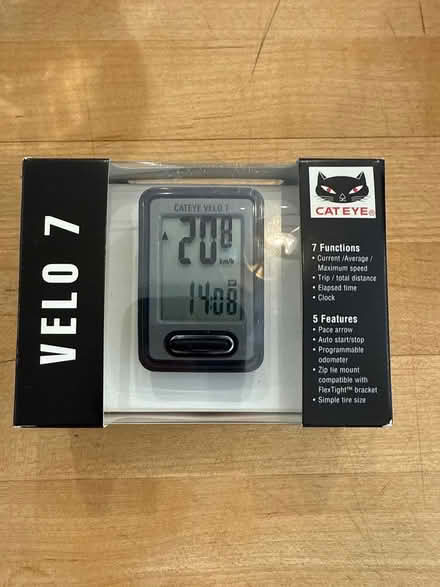 VELO 7
CATEYE VELO 7
20.8
km/h
14:08
CATEYE®
7 Functions
• Current /Average /
Maximum speed
• Trip / total distance
• Elapsed time
• Clock
5 Features
• Pace arrow
• Auto start/stop
• Programmable
odometer
• Zip tie mount
compatible with
FlexTight™ bracket
• Simple tire size